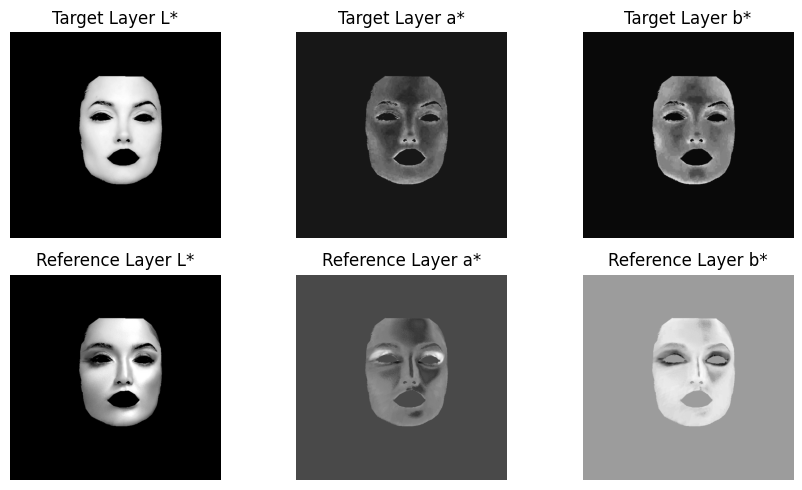 Target Layer L*
Target Layer a*
Target Layer b*
Reference Layer L*
Reference Layer a*
Reference Layer b*